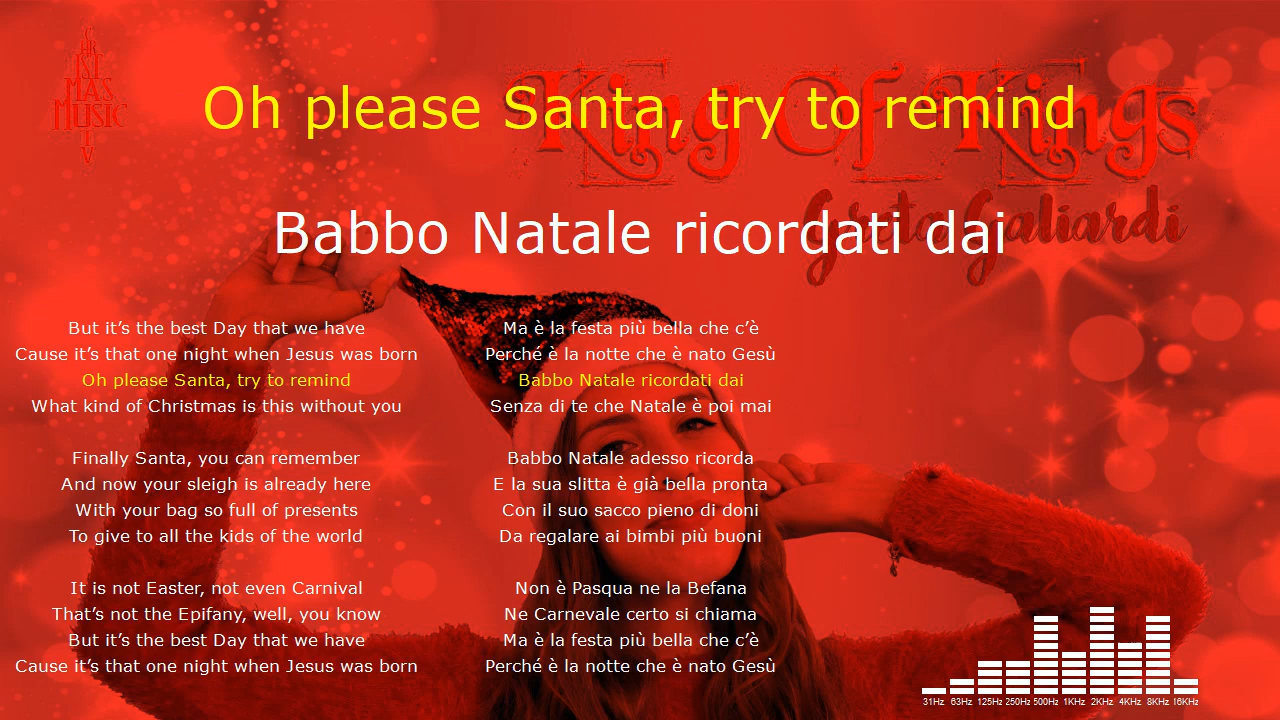 CHRISTMAS MUSIC TV
King Of Kings
Greta Galiardi
Oh please Santa, try to remind
Babbo Natale ricordati dai
But it’s the best Day that we have
Cause it’s that one night when Jesus was born
Oh please Santa, try to remind
What kind of Christmas is this without you
Finally Santa, you can remember
And now your sleigh is already here
With your bag so full of presents
To give to all the kids of the world
It is not Easter, not even Carnival
That’s not the Epifany, well, you know
But it’s the best Day that we have
Cause it’s that one night when Jesus was born
Ma è la festa più bella che c’è
Perché è la notte che è nato Gesù
Babbo Natale ricordati dai
Senza di te che Natale è poi mai
Babbo Natale adesso ricorda
E la sua slitta è già bella pronta
Con il suo sacco pieno di doni
Da regalare ai bimbi più buoni
Non è Pasqua ne la Befana
Ne Carnevale certo si chiama
Ma è la festa più bella che c’è
Perché è la notte che è nato Gesù
31Hz 63Hz 125Hz 250Hz 500Hz 1KHz 2KHz 4KHz 8KHz 16KHz